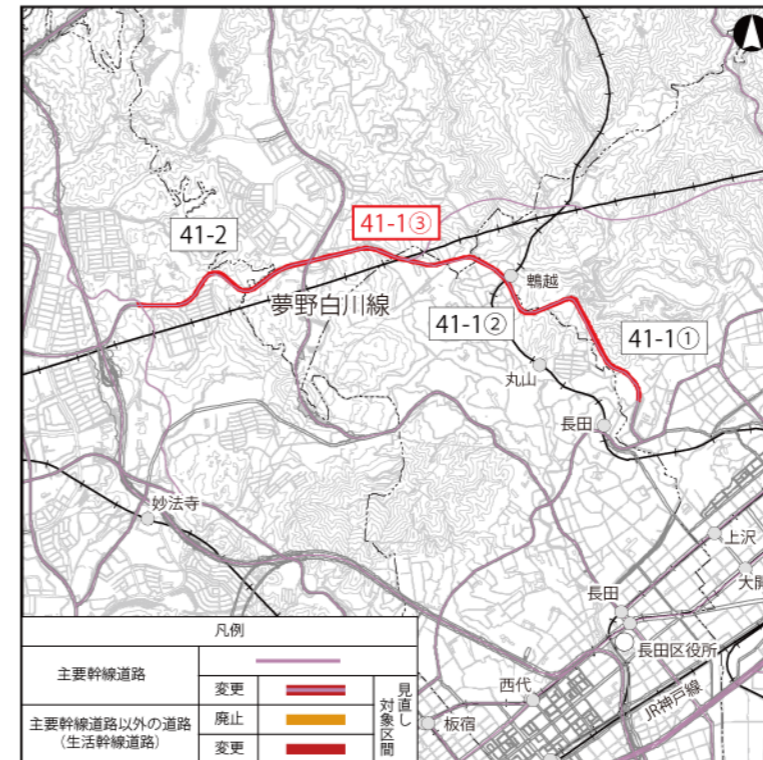 41-1③
41-2
鵯越
夢野白川線
41-1②
41-1①
丸山
長田
妙法寺
上沢
大開
長田
長田区役所
西代
板宿
JR神戸線
凡例
主要幹線道路
変更
主要幹線道路以外の道路
(生活幹線道路)
廃止
変更
見直し
対象区間